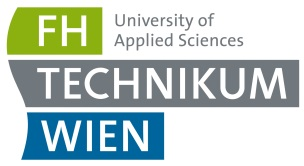 FH
University of
Applied Sciences
TECHNIKUM
WIEN